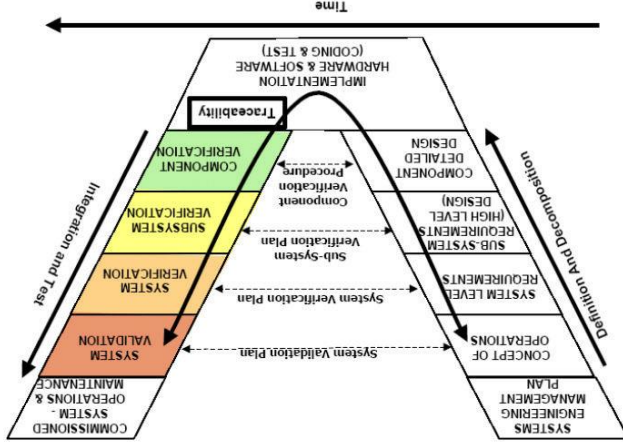 SYSTEMS
ENGINEERING
MANAGEMENT
PLAN
COMMISSIONED
SYSTEM -
OPERATIONS &
MAINTENANCE
CONCEPT OF
OPERATIONS
System Validation Plan
SYSTEM
VALIDATION
SYSTEM LEVEL
REQUIREMENTS
System Verification Plan
SYSTEM
VERIFICATION
SUB-SYSTEM
REQUIREMENTS
(HIGH LEVEL
DESIGN)
Sub-System
Verification Plan
SUBSYSTEM
VERIFICATION
COMPONENT
DETAILED
DESIGN
Component
Verification
Procedure
COMPONENT
VERIFICATION
Definition And Decomposition
Integration and Test
Traceability
IMPLEMENTATION
HARDWARE & SOFTWARE
(CODING & TEST)
Time